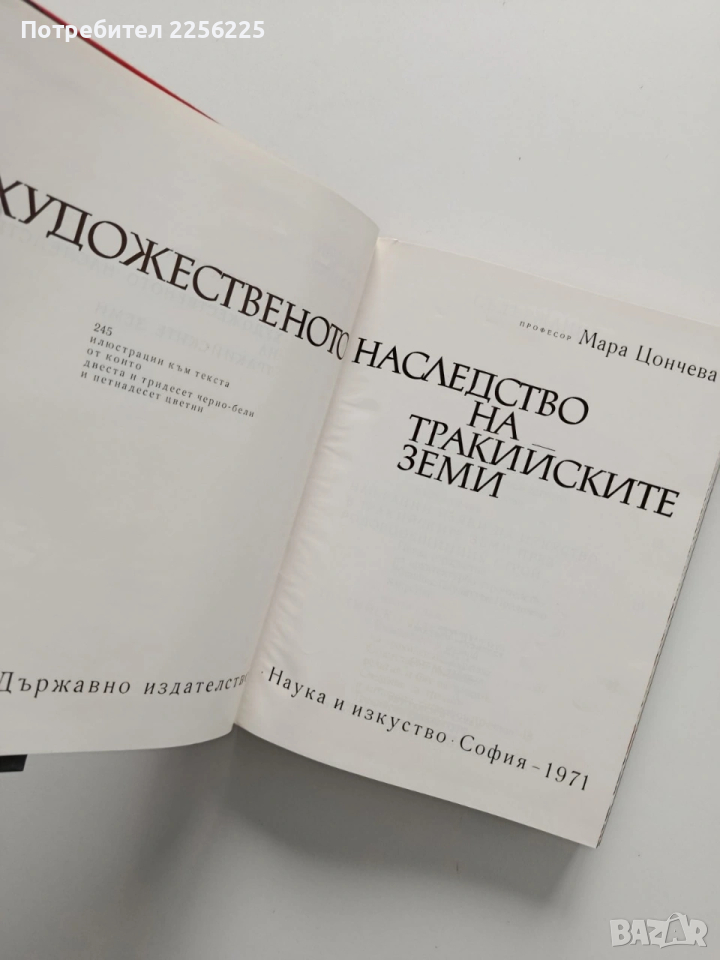 Потребител 2256225
ХУДОЖЕСТВЕНОТО
245
илюстрации към текста
от които
двеста и тридесет черно-бели
и петнадесет цветни
Държавно издателство
ПРОФЕСОР Мара Цончева
НАСЛЕДСТВО
НА
ТРАКИЙСКИТЕ
ЗЕМИ
Наука и изкуство · София – 1971
BAZAR